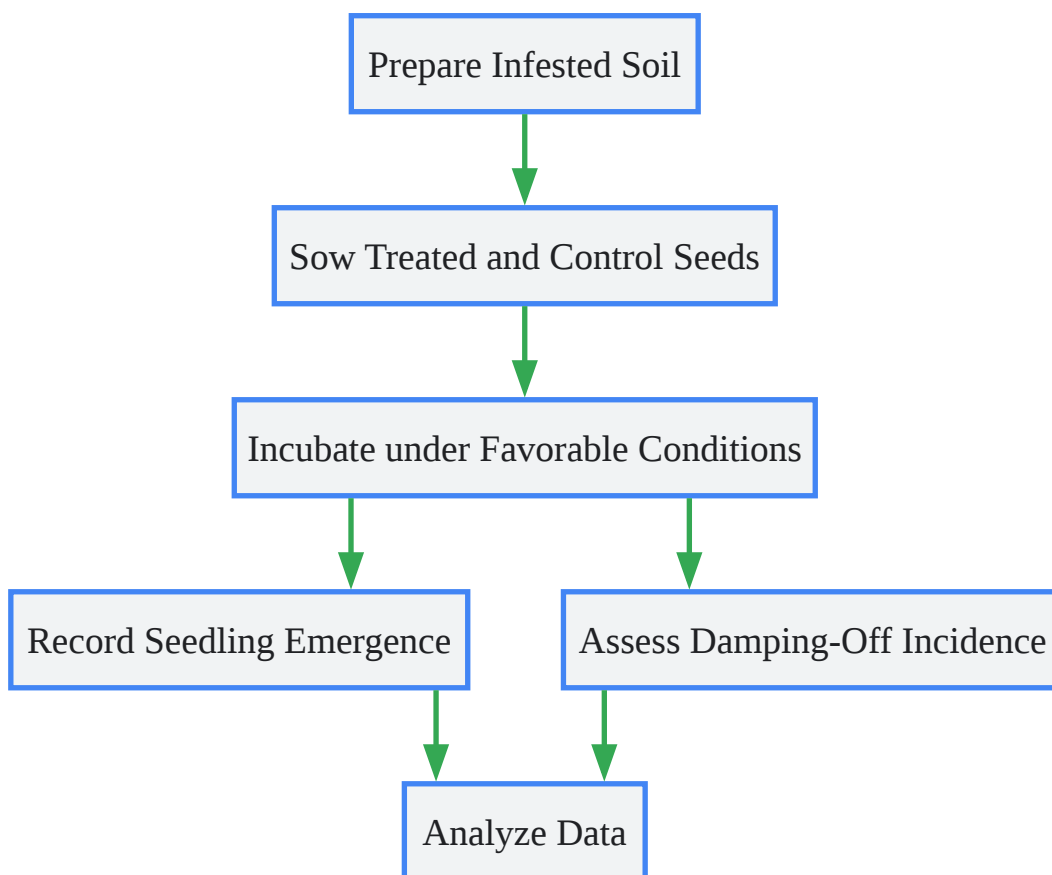 Prepare Infested Soil
Sow Treated and Control Seeds
Incubate under Favorable Conditions
Record Seedling Emergence
Assess Damping-Off Incidence
Analyze Data